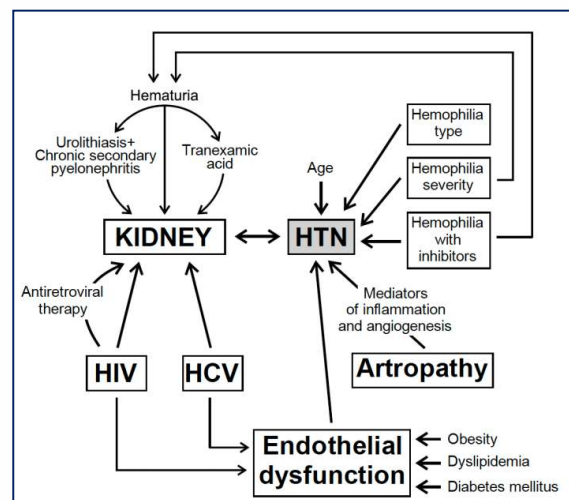 Hematuria
Urolithiasis+
Chronic secondary
pyelonephritis
Tranexamic
acid
Hemophilia
type
Age
Hemophilia
severity
KIDNEY
HTN
Hemophilia
with
inhibitors
Antiretroviral
therapy
Mediators
of inflammation
and angiogenesis
HIV
HCV
Artropathy
Endothelial
dysfunction
Obesity
Dyslipidemia
Diabetes mellitus